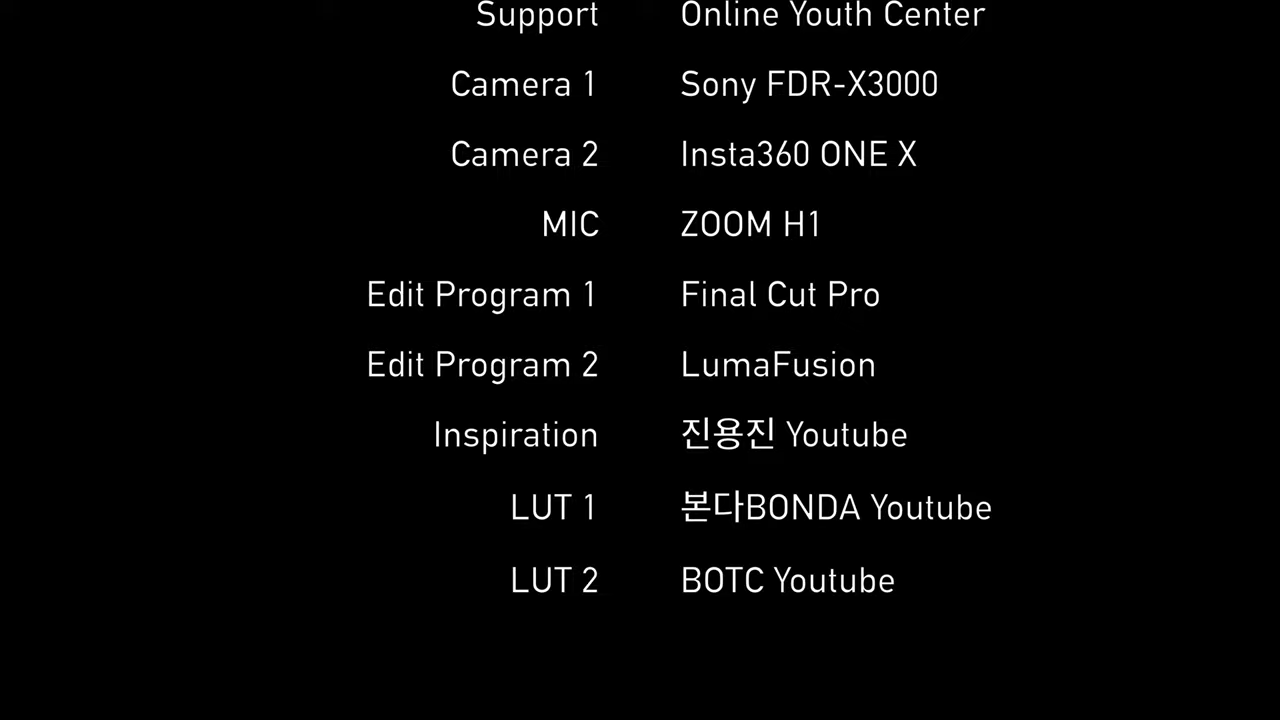 Support Online Youth Center
Camera 1 Sony FDR-X3000
Camera 2 Insta360 ONE X
MIC ZOOM H1
Edit Program 1 Final Cut Pro
Edit Program 2 LumaFusion
Inspiration 진용진 Youtube
LUT 1 본다BONDA Youtube
LUT 2 BOTC Youtube